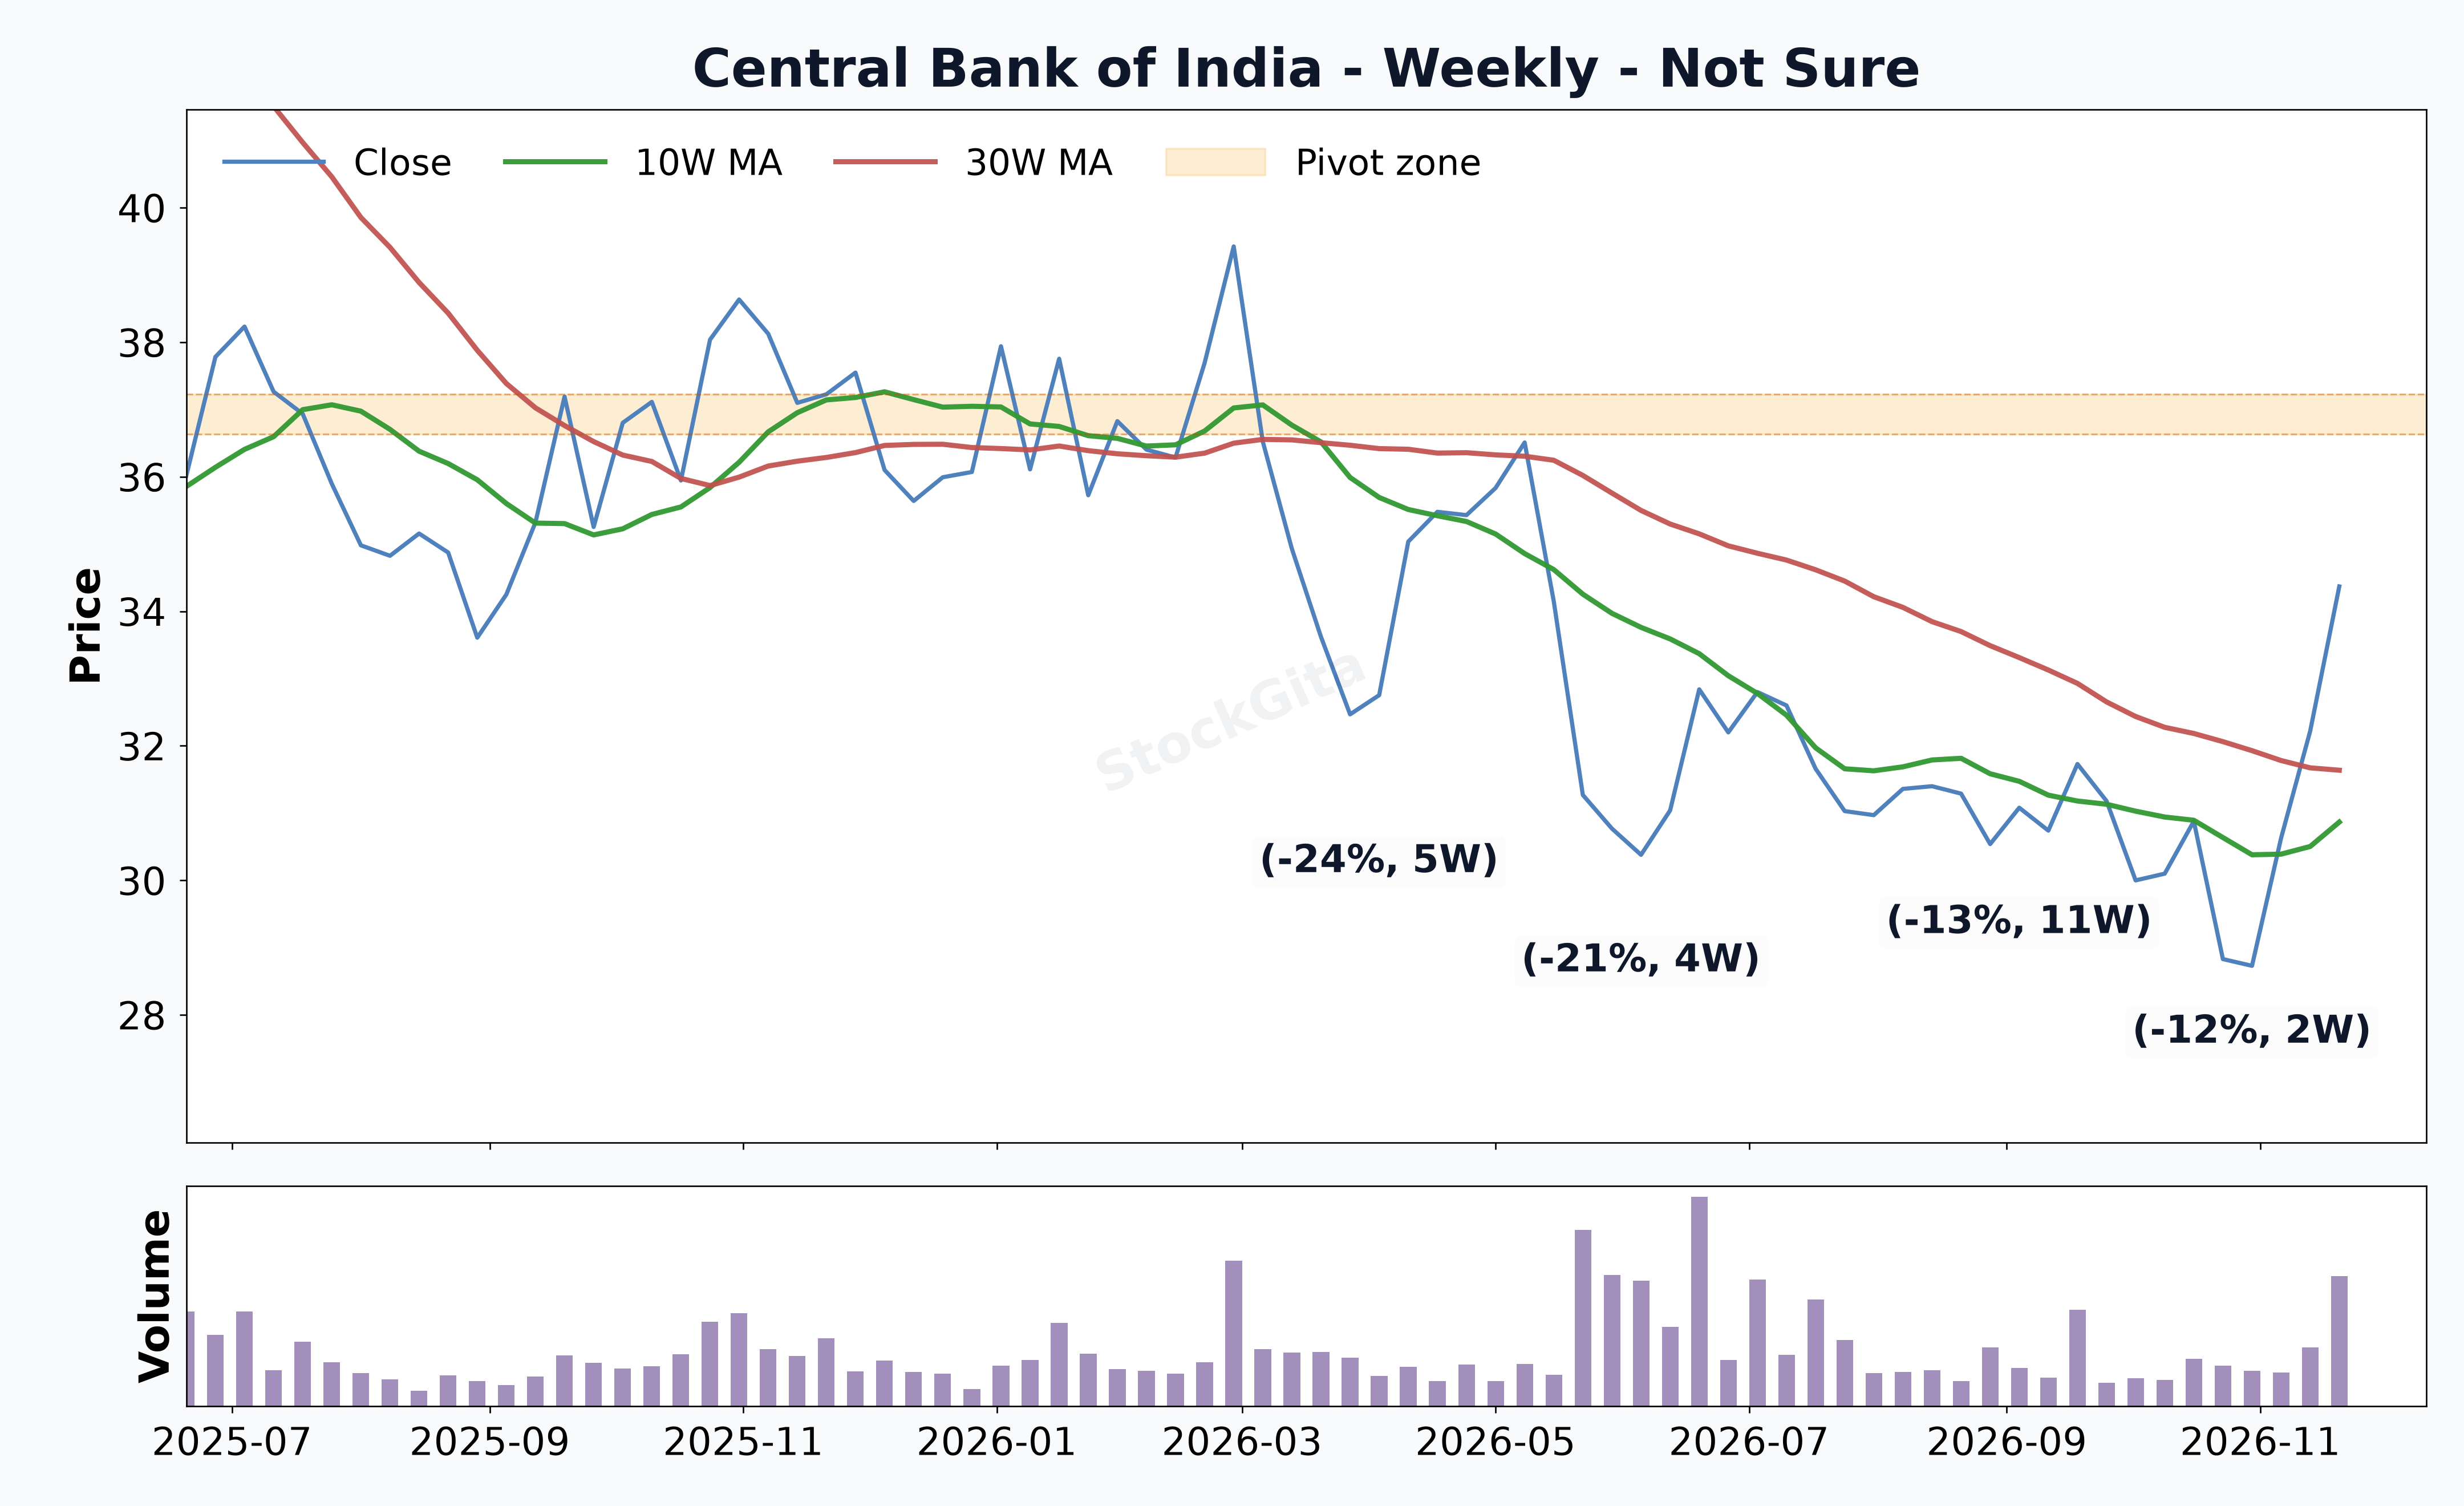 Central Bank of India - Weekly - Not Sure
Close 10W MA 30W MA Pivot zone
Price
40
38
36
34
32
30
28
StockGita
(-24%, 5W)
(-21%, 4W)
(-13%, 11W)
(-12%, 2W)
Volume
2025-07 2025-09 2025-11 2026-01 2026-03 2026-05 2026-07 2026-09 2026-11